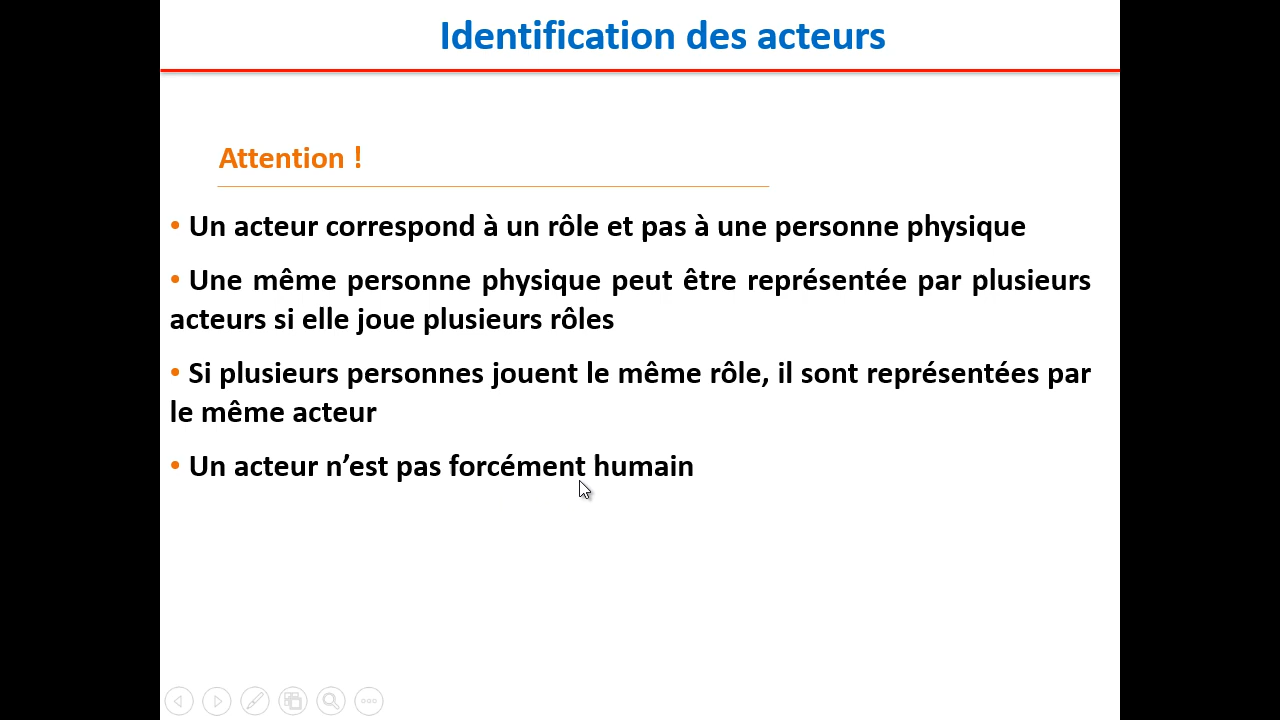 Identification des acteurs
Attention !
• Un acteur correspond à un rôle et pas à une personne physique
• Une même personne physique peut être représentée par plusieurs
acteurs si elle joue plusieurs rôles
• Si plusieurs personnes jouent le même rôle, il sont représentées par
le même acteur
• Un acteur n’est pas forcément humain